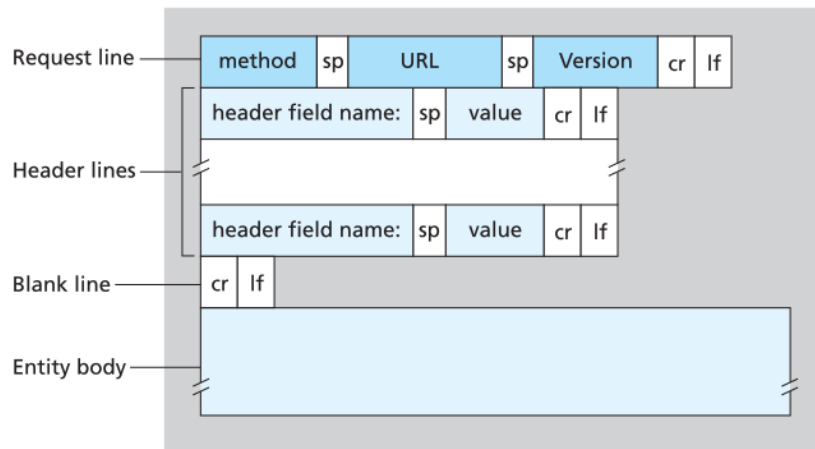 Request line method sp URL sp Version cr lf
header field name: sp value cr lf
Header lines
header field name: sp value cr lf
Blank line cr lf
Entity body